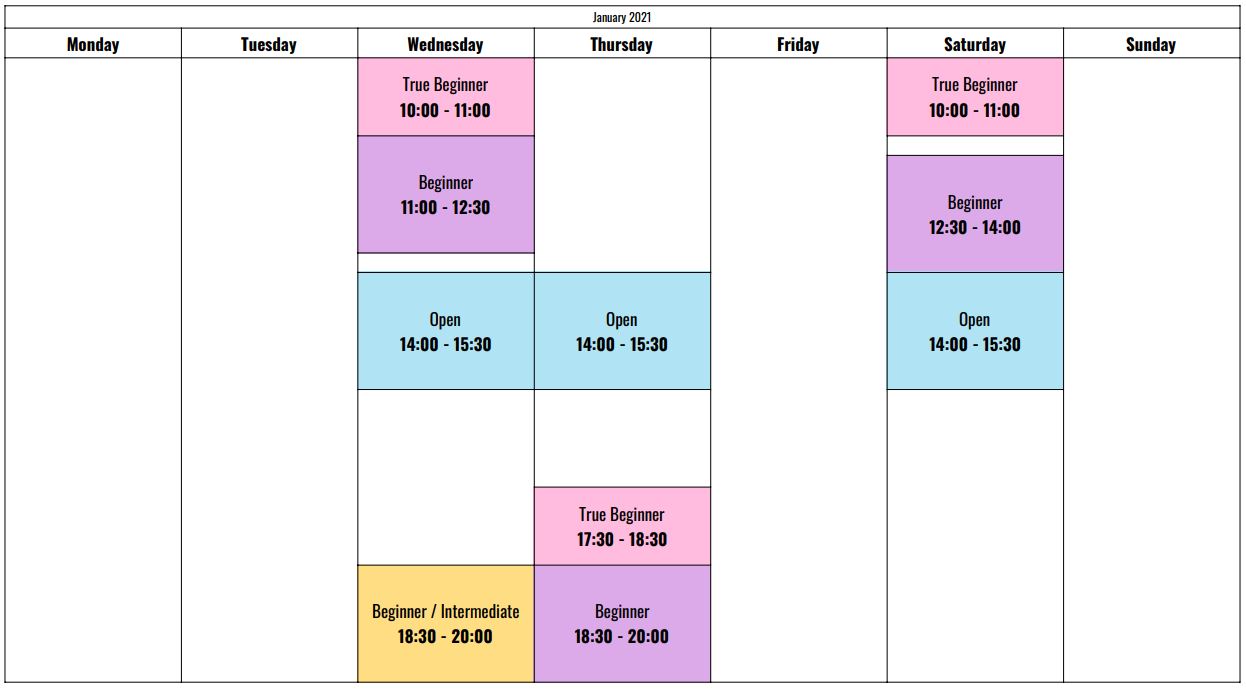 January 2021
Monday
Tuesday
Wednesday
Thursday
Friday
Saturday
Sunday
True Beginner
10:00 - 11:00
Beginner
11:00 - 12:30
Open
14:00 - 15:30
Beginner / Intermediate
18:30 - 20:00
Open
14:00 - 15:30
True Beginner
17:30 - 18:30
Beginner
18:30 - 20:00
True Beginner
10:00 - 11:00
Beginner
12:30 - 14:00
Open
14:00 - 15:30